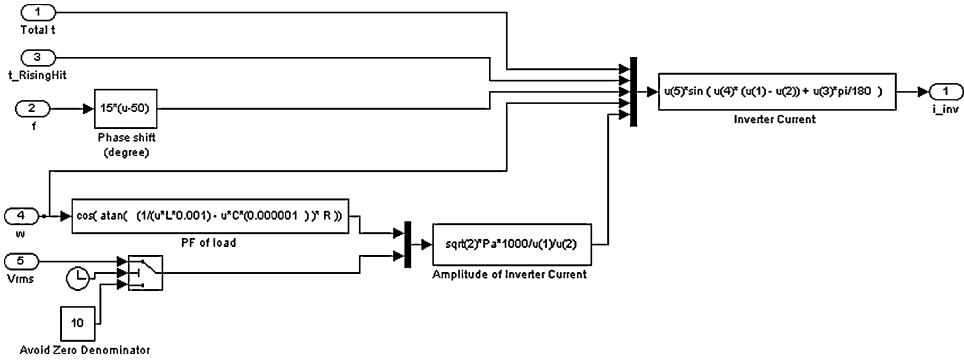 1
Total t
3
t_RisingHit
2
f
15*(u-50)
Phase shift
(degree)
u(5)*sin ( u(4)* (u(1) - u(2)) + u(3)*pi/180 )
Inverter Current
1
i_inv
4
w
cos( atan( (1/(u*L*0.001) - u*C*(0.000001 ) )* R ))
PF of load
sqrt(2)*Pa*1000/u(1)/u(2)
Amplitude of Inverter Current
5
Vrms
10
Avoid Zero Denominator